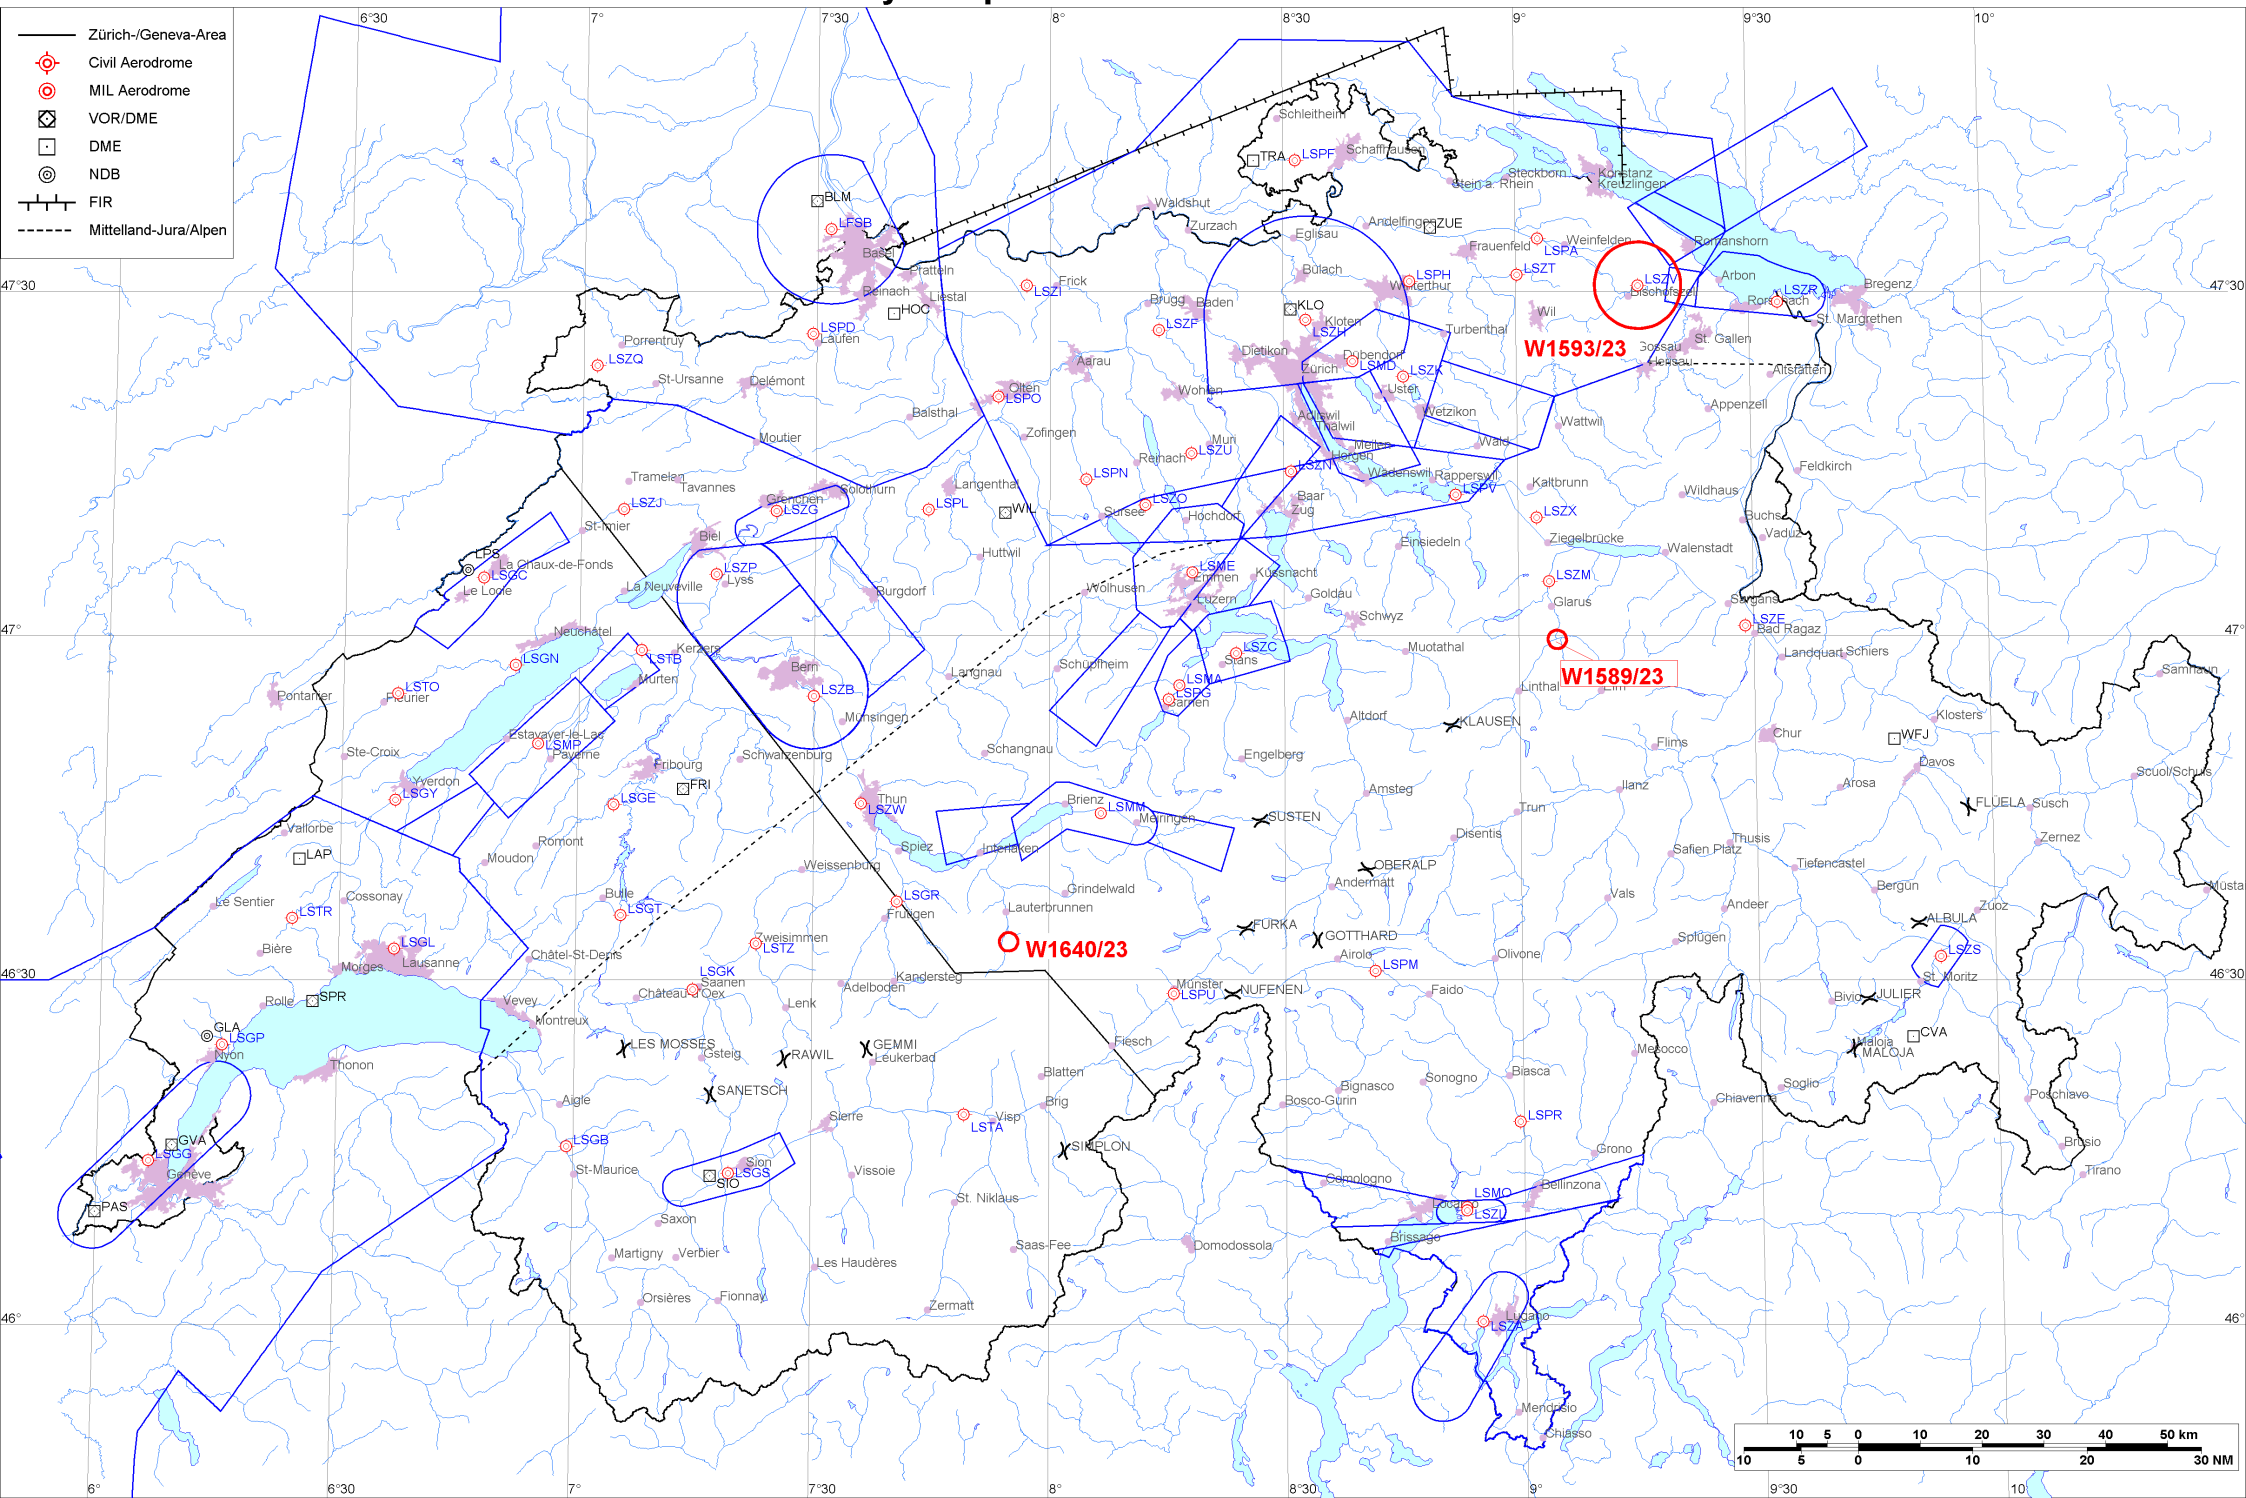 6°30
7°
7°30
8°
8°30
9°
9°30
10°
Zürich-/Geneva-Area
Civil Aerodrome
MIL Aerodrome
VOR/DME
DME
NDB
FIR
Mittelland-Jura/Alpen
Schleitheim
TRA
LSPF
Schaffhausen
Steckborn
Konstanz
Kreuzlingen
Stein a. Rhein
BLM
LFSB
Basel
Waldshut
Zurzach
Eglisau
Andelfingen
ZUE
Frauenfeld
LSPA
Weinfelden
Romanshorn
Pratteln
Reinach
Liestal
HOC
LSZI
Frick
Bülach
LSPH
Winterthur
LSZT
LSZV
Bischofszell
Arbon
LSZR
Rorschach
Bregenz
St. Margrethen
47°30
47°30
Brugg
Baden
KLO
Kloten
LSZH
LSZF
Turbenthal
Wil
W1593/23
Gossau
St. Gallen
Herisau
Altstätten
Appenzell
LSPD
Laufen
Porrentruy
LSZQ
St-Ursanne
Delémont
Aarau
Olten
LSPO
Dietikon
Zürich
Dübendorf
LSMD
LSZK
Uster
Wetzikon
Wohlen
Balsthal
Zofingen
Moutier
Adliswil
Thalwil
Meilen
Horgen
Wald
Wattwil
Muri
LSZU
Reinach
LSPN
LSZN
Wadenswil
Rapperswil
LSPV
Kaltbrunn
Wildhaus
Feldkirch
Tramelan
Tavannes
LSZJ
St-Imier
Grenchen
LSZG
Solothurn
Langenthal
LSPL
WIL
LSZO
Sursee
Hochdorf
Baar
Zug
LSZX
Buchs
Vaduz
Biel
LSZP
Lyss
Huttwil
Einsiedeln
Ziegelbrücke
Walenstadt
LPS
La Chaux-de-Fonds
LSGC
Le Locle
La Neuveville
Burgdorf
Wolhusen
LSME
Emmen
Küssnacht
Luzern
Goldau
Schwyz
LSZM
Glarus
Sargans
LSZE
Bad Ragaz
47°
Neuchâtel
LSGN
LSTB
Kerzers
Murten
Bern
LSZB
Langnau
Schüpfheim
LSZC
Stans
LSMA
LSPG
Sarnen
Muotathal
W1589/23
Linthal
Elm
Landquart
Schiers
Samnaun
Pontarlier
LSTO
Fleurier
Münsingen
Altdorf
KLAUSEN
Klosters
Ste-Croix
Estavayer-le-Lac
LSMP
Payerne
Schwarzenburg
Schangnau
Engelberg
Flims
Chur
WFJ
Davos
Scuol/Schuls
Yverdon
LSGY
Fribourg
FRI
LSGE
Thun
LSZW
Brienz
LSMM
Meiringen
SUSTEN
Amsteg
Trun
Ilanz
Arosa
FLUELA
Susch
Vallorbe
LAP
Romont
Moudon
Spiez
Interlaken
Weissenburg
Disentis
Safien Platz
Thusis
Zernez
OBERALP
Andermatt
Tiefencastel
Le Sentier
Cossonay
LSTR
Bulle
LSGT
LSGR
Frutigen
Grindelwald
Lauterbrunnen
Vals
Andeer
Bergün
Müsta
Zuoz
ALBULA
Bière
LSGL
Lausanne
Morges
Châtel-St-Denis
Zweisimmen
LSTZ
W1640/23
FURKA
GOTTHARD
Airolo
LSPM
Olivone
Splügen
LSZS
St. Moritz
46°30
46°30
LSGK
Saanen
Château d'Oex
Lenk
Adelboden
Kandersteg
Münster
LSPU
NUFENEN
Faido
Bivio
JULIER
Rolle
SPR
Vevey
Montreux
GLA
LSGP
Nyon
Thonon
LES MOSSES
Gsteig
RAWIL
GEMMI
Leukerbad
Fiesch
Mesocco
CVA
Maloja
MALOJA
Blatten
Brig
Bignasco
Sonogno
Biasca
Bosco-Gurin
Soglio
Chiavenna
Poschiavo
SANETSCH
Aigle
Sierre
Visp
LSTA
LSPR
GVA
LSGG
Genève
LSGB
St-Maurice
Sion
LSGS
SIO
SIMPLON
Vissoie
Grono
Brusio
Tirano
PAS
St. Niklaus
Comologno
LSMO
LSZL
Locarno
Bellinzona
Saxon
Martigny
Verbier
Les Haudères
Saas-Fee
Domodossola
Brissago
Orsières
Fionnay
Zermatt
46°
46°
Lugano
LSZA
Mendrisio
Chiasso
10 5 0 10 20 30 40 50 km
10 5 0 10 20 30 NM
6°
6°30
7°
7°30
8°
8°30
9°
9°30
10°